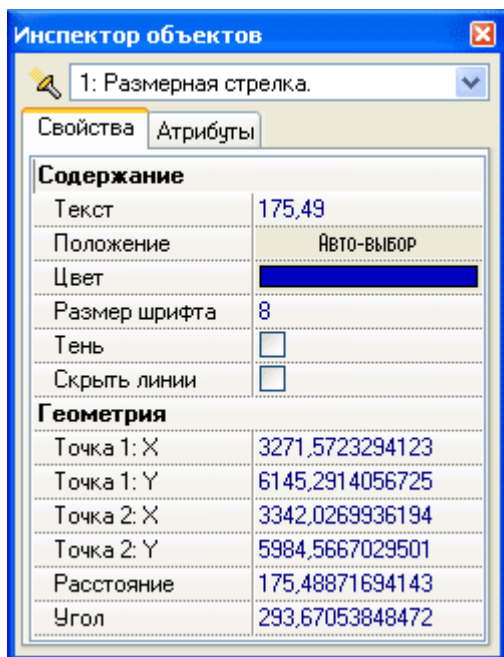 Инспектор объектов
1: Размерная стрелка.
Свойства Атрибуты
Содержание
Текст 175,49
Положение Авто-выбор
Цвет
Размер шрифта 8
Тень
Скрыть линии
Геометрия
Точка 1: X 3271,5723294123
Точка 1: Y 6145,2914056725
Точка 2: X 3342,0269936194
Точка 2: Y 5984,5667029501
Расстояние 175,48871694143
Угол 293,67053848472